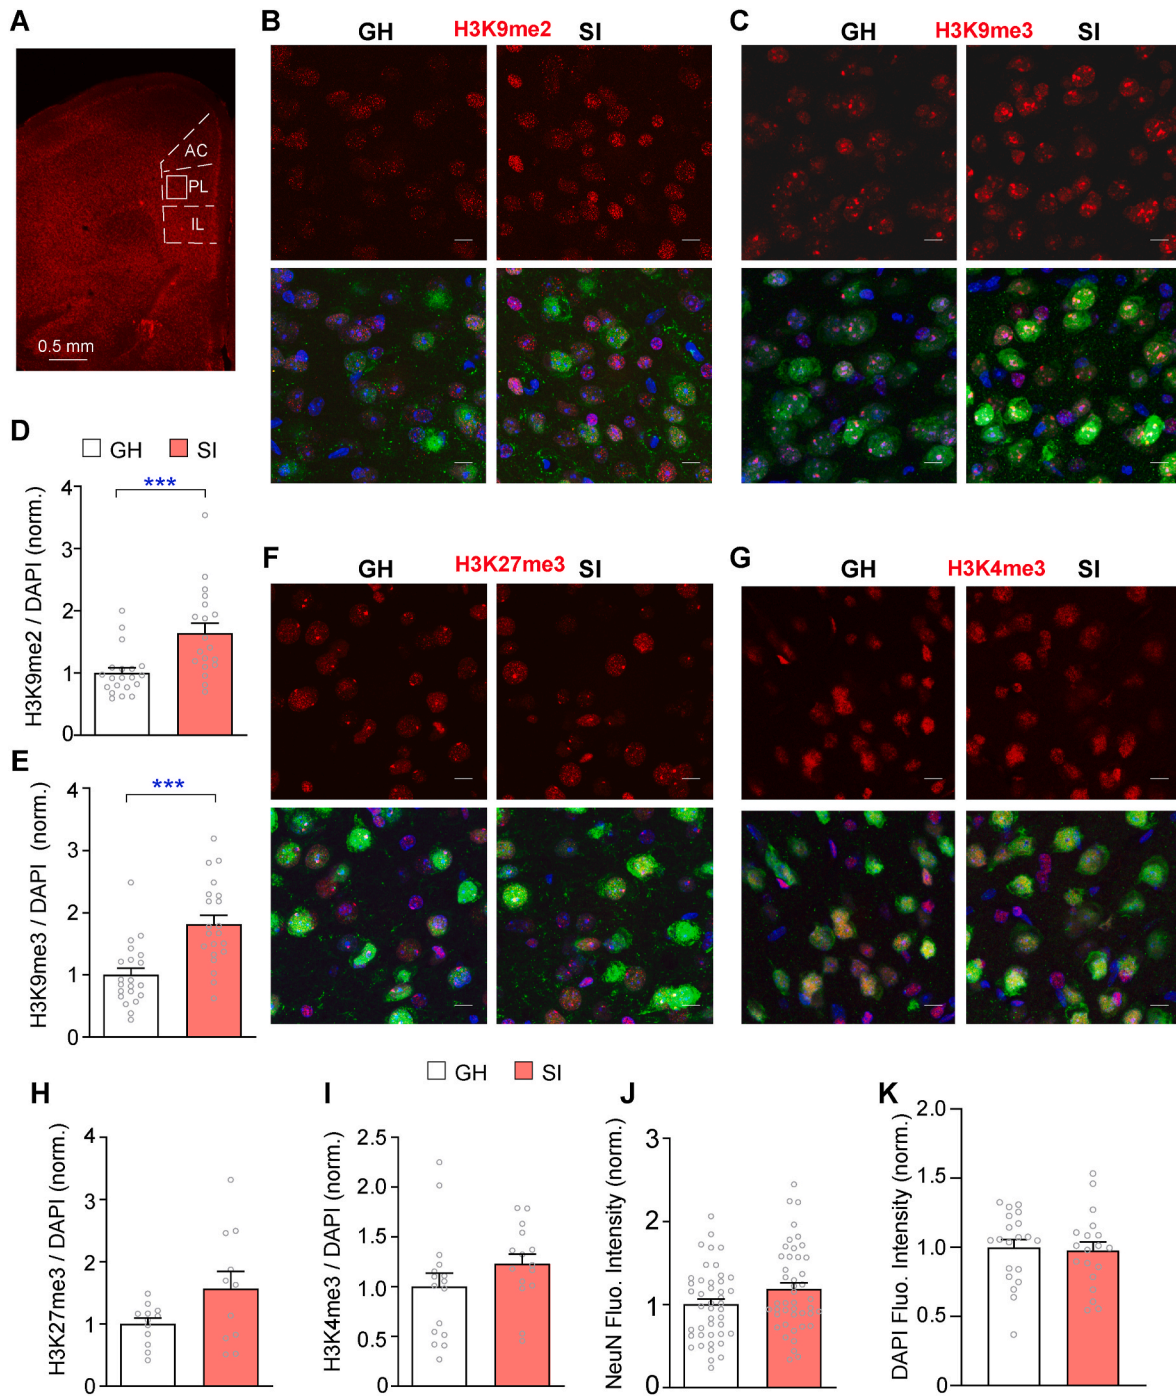 A
AC
PL
IL
0.5 mm
B
GH
H3K9me2
SI
C
GH
H3K9me3
SI
D
GH
SI
***
H3K9me2 / DAPI (norm.)
4
3
2
1
0
E
***
H3K9me3 / DAPI (norm.)
4
3
2
1
0
F
GH
H3K27me3
SI
G
GH
H3K4me3
SI
GH
SI
H
H3K27me3 / DAPI (norm.)
4
3
2
1
0
I
H3K4me3 / DAPI (norm.)
2.5
2.0
1.5
1.0
0.5
0
J
NeuN Fluo. Intensity (norm.)
3
2
1
0
K
DAPI Fluo. Intensity (norm.)
2.0
1.5
1.0
0.5
0